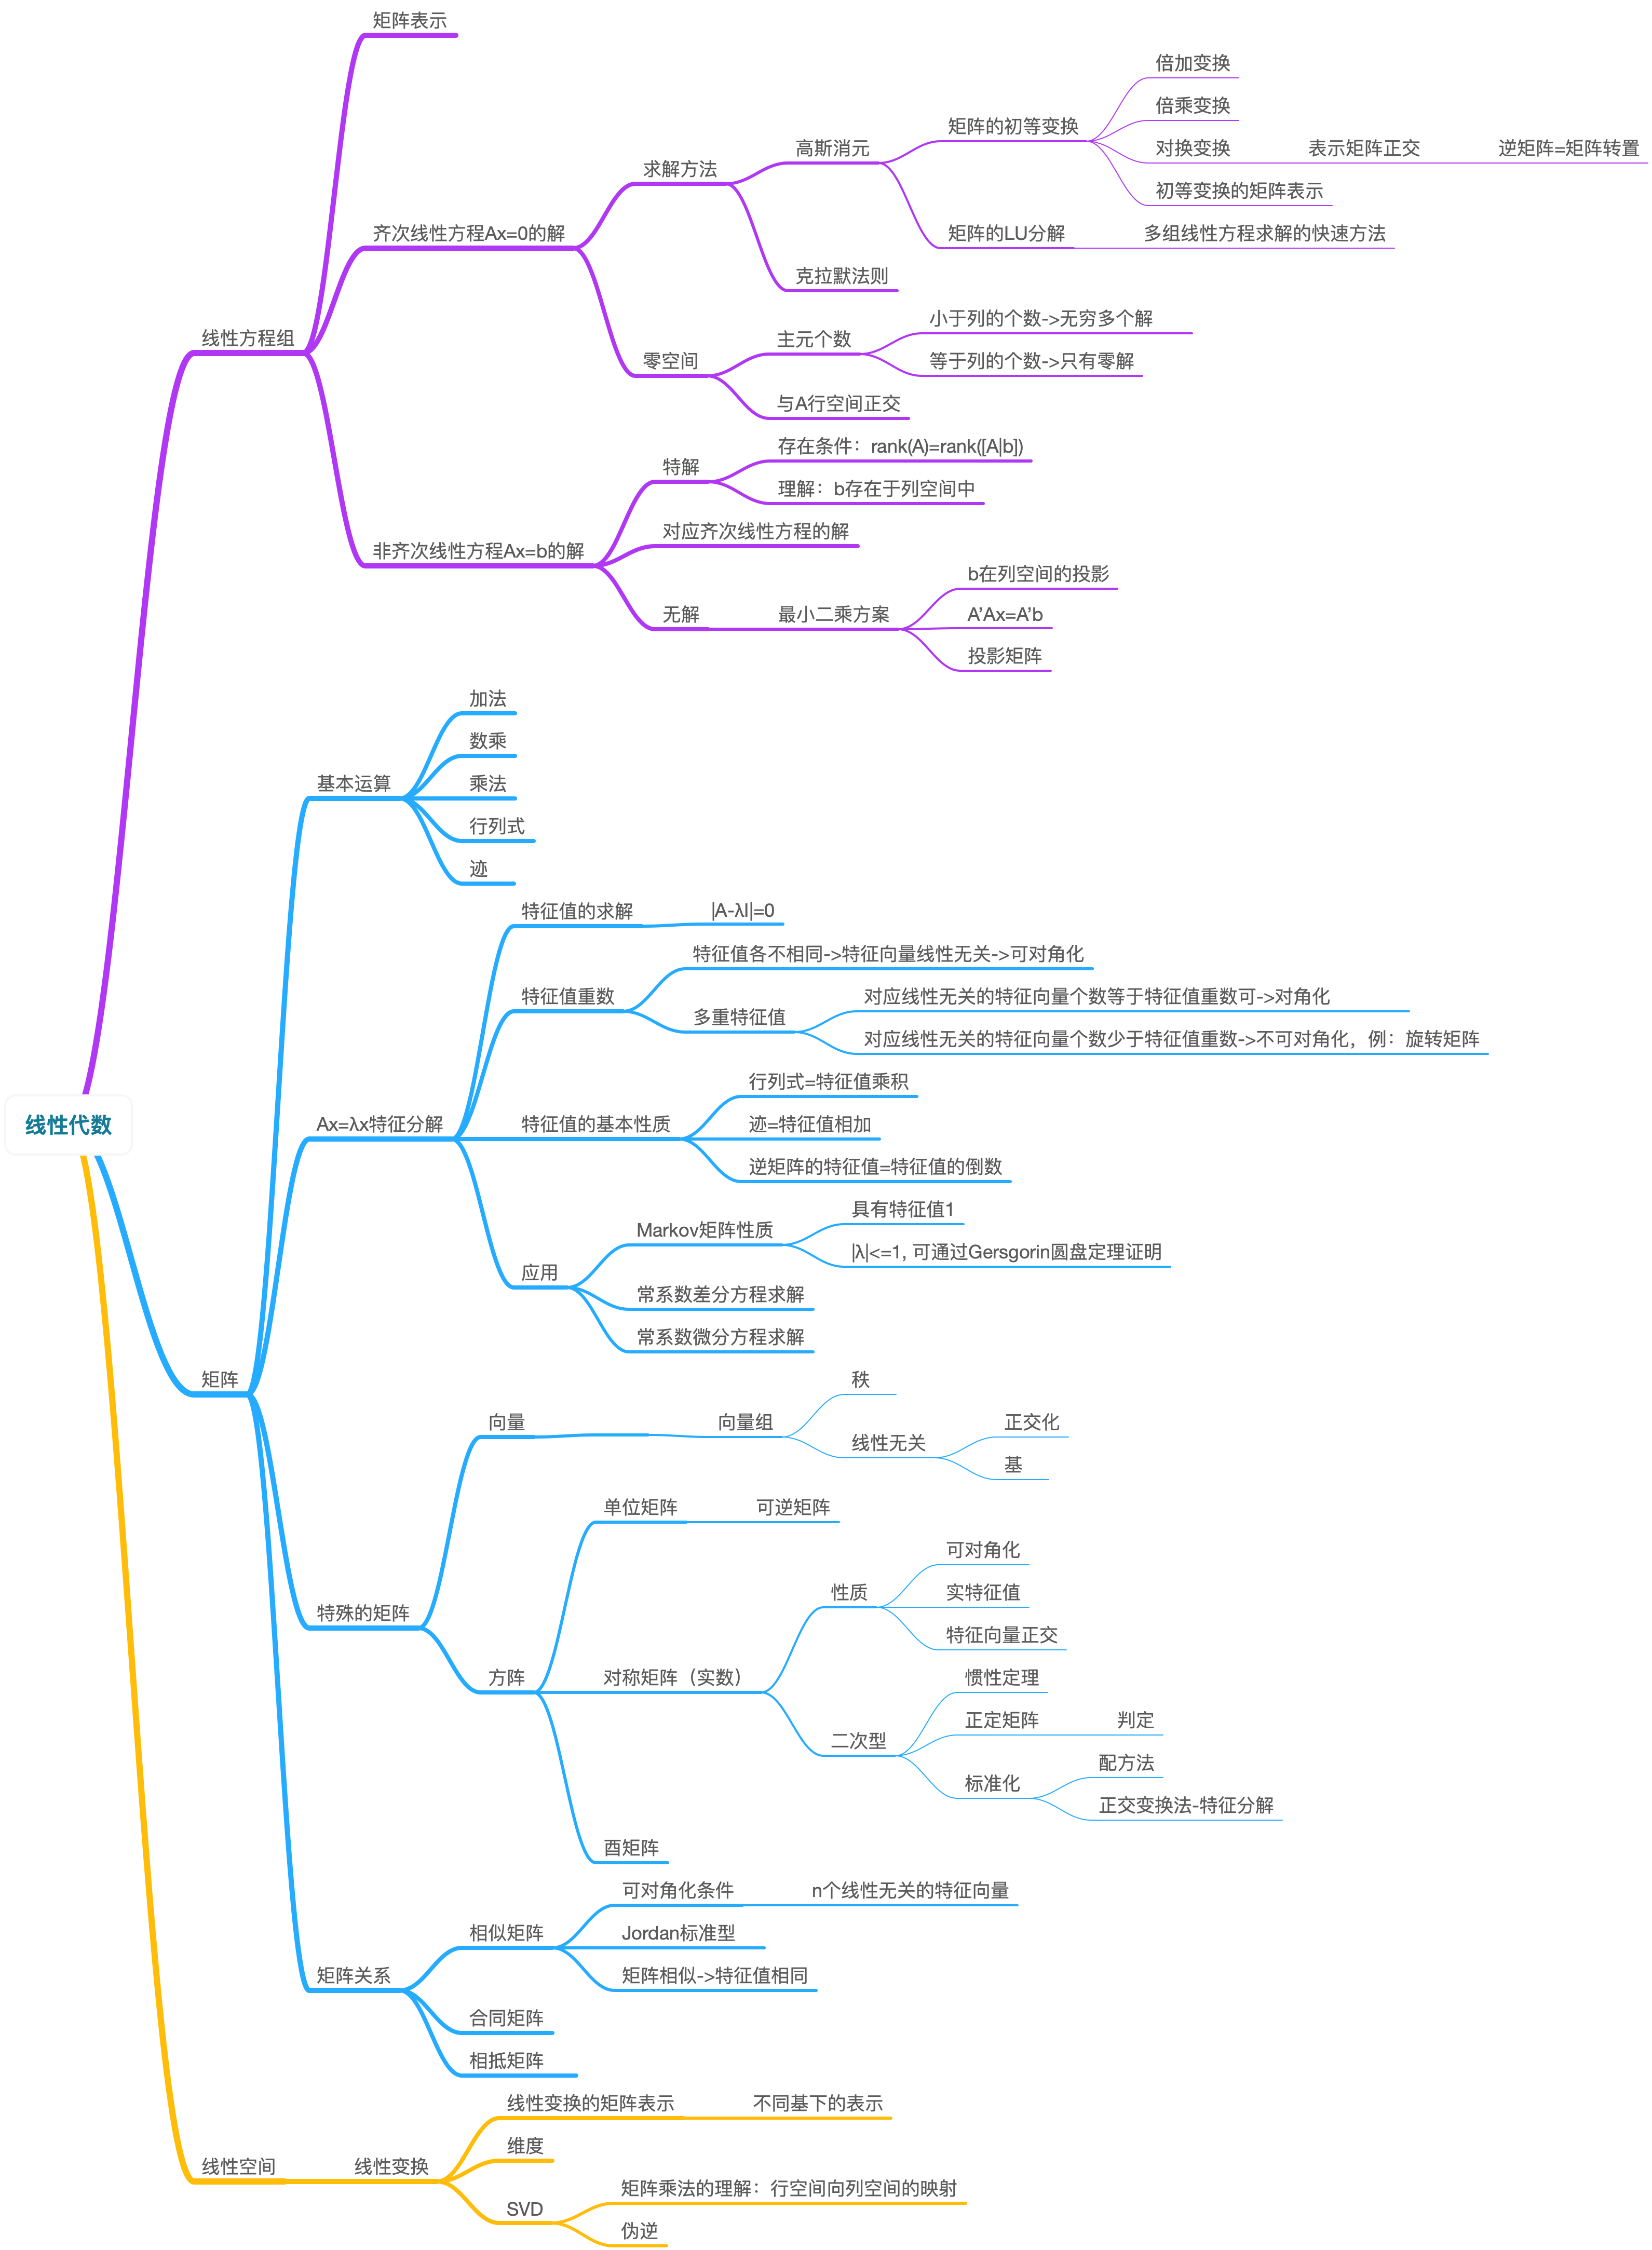 矩阵表示
倍加变换
倍乘变换
矩阵的初等变换
高斯消元
对换变换
表示矩阵正交
逆矩阵=矩阵转置
求解方法
初等变换的矩阵表示
齐次线性方程Ax=0的解
矩阵的LU分解
多组线性方程求解的快速方法
克拉默法则
小于列的个数->无穷多个解
线性方程组
主元个数
零空间
等于列的个数->只有零解
与A行空间正交
存在条件：rank(A)=rank([A|b])
特解
理解：b存在于列空间中
对应齐次线性方程的解
非齐次线性方程Ax=b的解
b在列空间的投影
无解
最小二乘方案
A’Ax=A’b
投影矩阵
加法
数乘
基本运算
乘法
行列式
迹
特征值的求解
|A-λI|=0
特征值各不相同->特征向量线性无关->可对角化
特征值重数
对应线性无关的特征向量个数等于特征值重数可->对角化
多重特征值
对应线性无关的特征向量个数少于特征值重数->不可对角化，例：旋转矩阵
行列式=特征值乘积
线性代数
Ax=λx特征分解
特征值的基本性质
迹=特征值相加
逆矩阵的特征值=特征值的倒数
具有特征值1
Markov矩阵性质
|λ|<=1, 可通过Gersgorin圆盘定理证明
应用
常系数差分方程求解
常系数微分方程求解
矩阵
秩
向量
向量组
正交化
线性无关
基
单位矩阵
可逆矩阵
可对角化
性质
实特征值
特殊的矩阵
特征向量正交
方阵
对称矩阵（实数）
惯性定理
正定矩阵
判定
二次型
配方法
标准化
正交变换法-特征分解
酉矩阵
可对角化条件
n个线性无关的特征向量
相似矩阵
Jordan标准型
矩阵关系
矩阵相似->特征值相同
合同矩阵
相抵矩阵
线性变换的矩阵表示
不同基下的表示
维度
线性空间
线性变换
矩阵乘法的理解：行空间向列空间的映射
SVD
伪逆